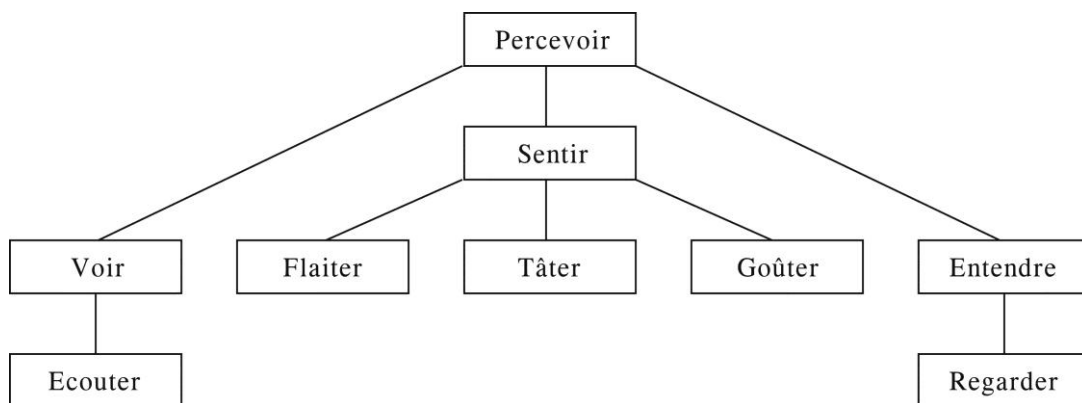 Percevoir
Sentir
Voir
Flaiter
Tâter
Goûter
Entendre
Ecouter
Regarder